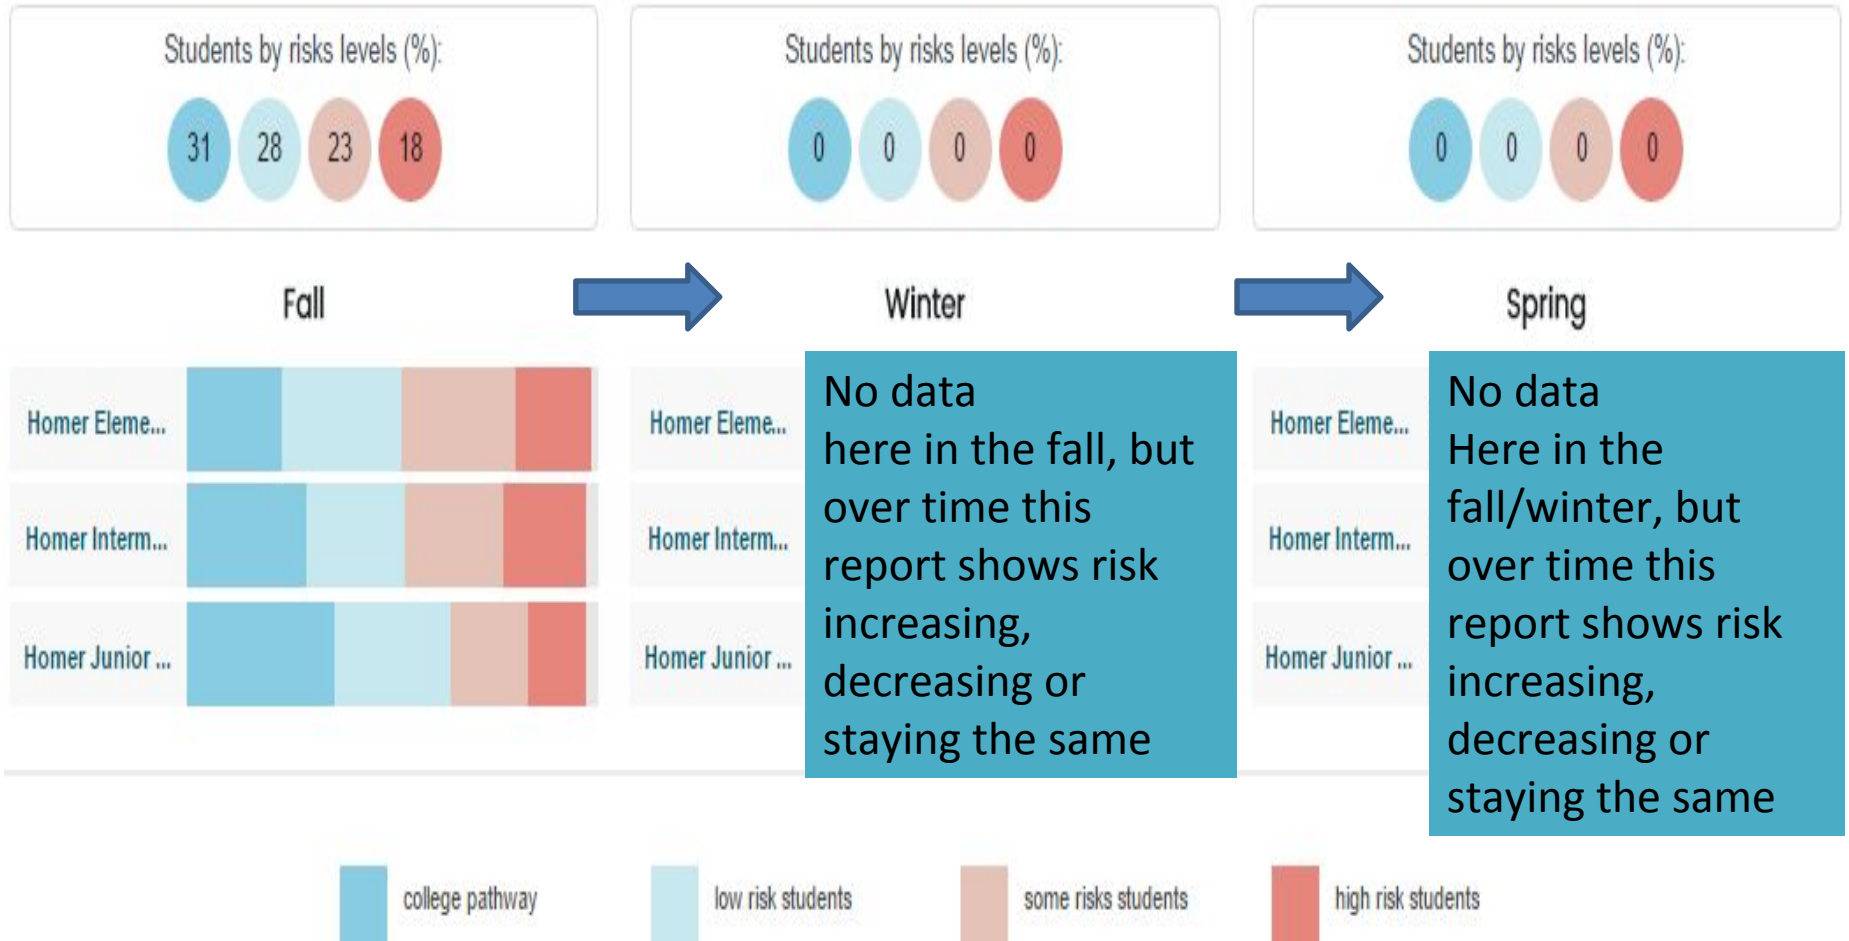 Students by risks levels (%):
31 28 23 18
Students by risks levels (%):
0 0 0 0
Students by risks levels (%):
0 0 0 0
Fall
Winter
Spring
Homer Eleme...
Homer Interm...
Homer Junior ...
Homer Eleme...
Homer Interm...
Homer Junior ...
No data
here in the fall, but
over time this
report shows risk
increasing,
decreasing or
staying the same
Homer Eleme...
Homer Interm...
Homer Junior ...
No data
Here in the
fall/winter, but
over time this
report shows risk
increasing,
decreasing or
staying the same
college pathway
low risk students
some risks students
high risk students